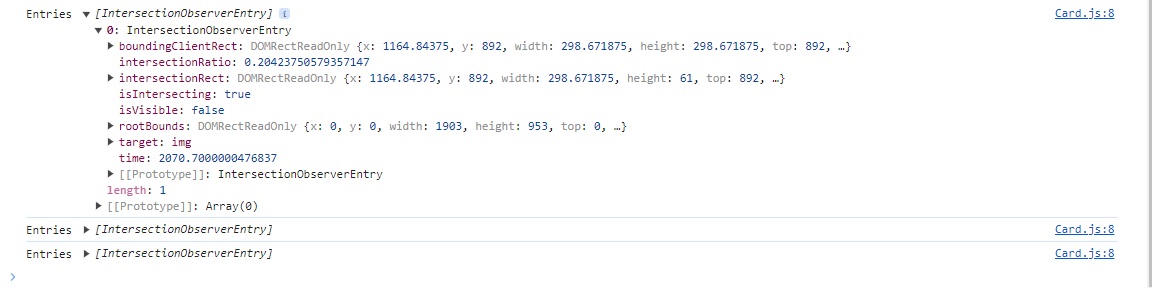 Entries ▼ [IntersectionObserverEntry] i Card.js:8
▼ 0: IntersectionObserverEntry
▶ boundingClientRect: DOMRectReadOnly {x: 1164.84375, y: 892, width: 298.671875, height: 298.671875, top: 892, …}
intersectionRatio: 0.20423750579357147
▶ intersectionRect: DOMRectReadOnly {x: 1164.84375, y: 892, width: 298.671875, height: 61, top: 892, …}
isIntersecting: true
isVisible: false
▶ rootBounds: DOMRectReadOnly {x: 0, y: 0, width: 1903, height: 953, top: 0, …}
▶ target: img
time: 2070.7000000476837
▶ [[Prototype]]: IntersectionObserverEntry
length: 1
▶ [[Prototype]]: Array(0)
Entries ▶ [IntersectionObserverEntry] Card.js:8
Entries ▶ [IntersectionObserverEntry] Card.js:8